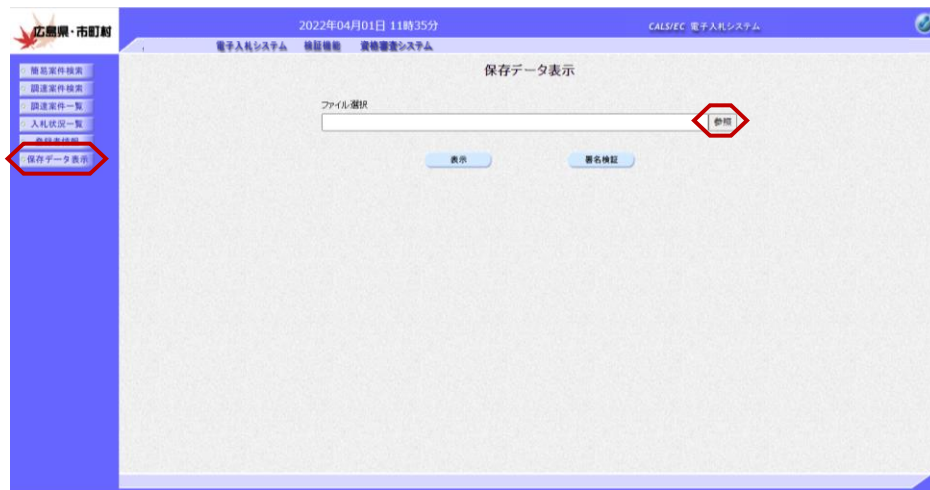 広島県・市町村
2022年04月01日 11時35分
CALS/EC 電子入札システム
電子入札システム 検証機能 資格審査システム
簡易案件検索
調達案件検索
調達案件一覧
入札状況一覧
登録者情報
保存データ表示
保存データ表示
ファイル選択
参照
表示 署名検証